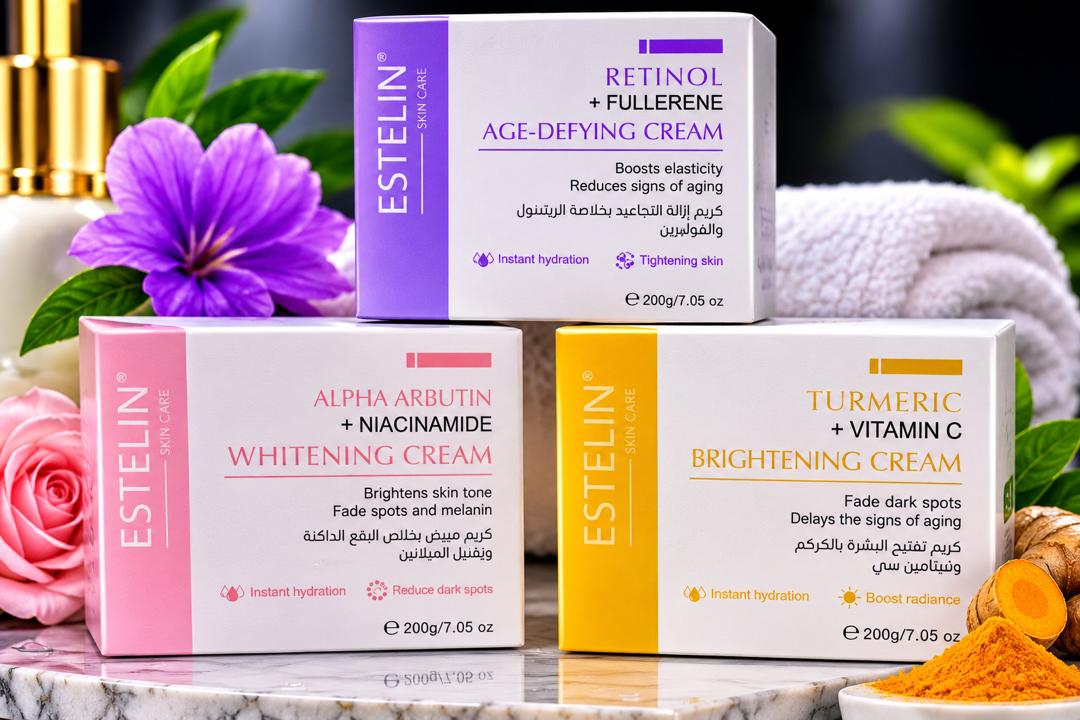 ESTELIN®
SKIN CARE
RETINOL
+ FULLERENE
AGE-DEFYING CREAM
Boosts elasticity
Reduces signs of aging
كريم إزالة التجاعيد بخلاصة الريتنول
Instant hydration
Tightening skin
℮ 200g/7.05 oz
ESTELIN®
SKIN CARE
ALPHA ARBUTIN
+ NIACINAMIDE
WHITENING CREAM
Brightens skin tone
Fade spots and melanin
كريم مبيض بخلاص البقع الداكنة
الميلانين
Instant hydration
Reduce dark spots
℮ 200g/7.05 oz
ESTELIN®
SKIN CARE
TURMERIC
+ VITAMIN C
BRIGHTENING CREAM
Fade dark spots
Delays the signs of aging
كريم تفتيح البشرة بالكركم
وفيتامين سي
Instant hydration
Boost radiance
℮ 200g/7.05 oz